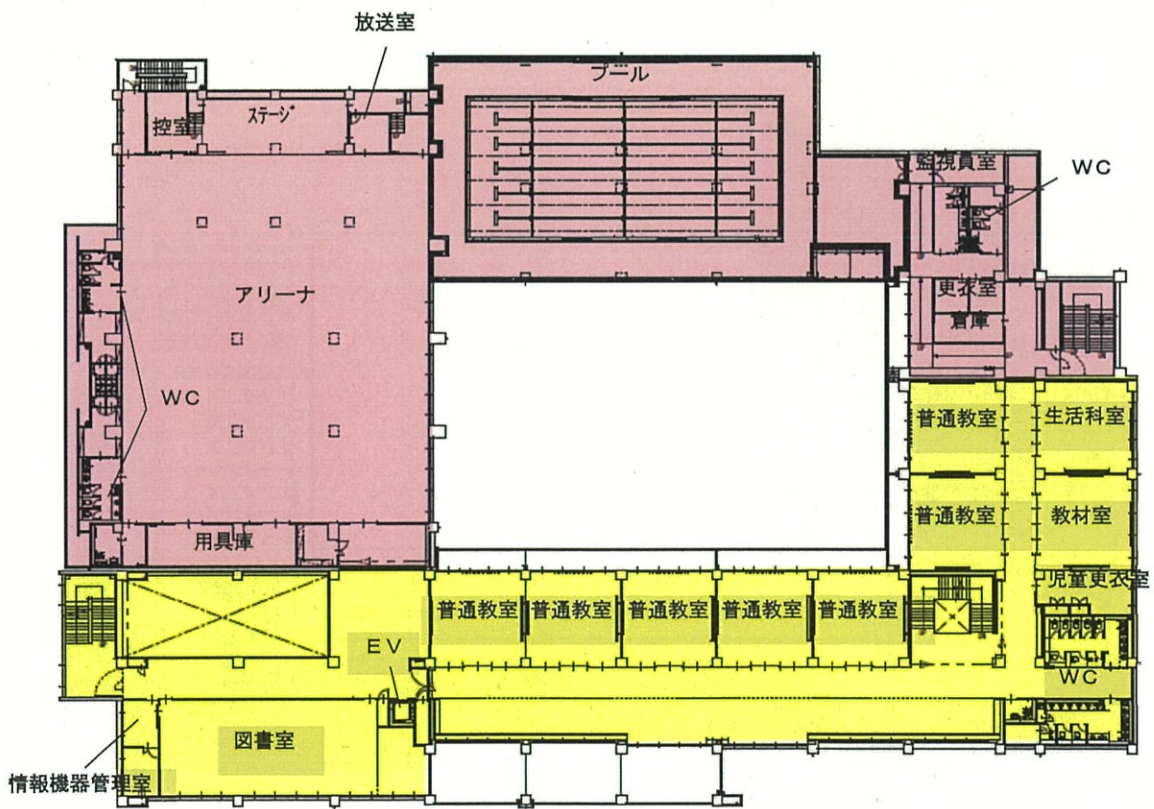 放送室
プール
控室
ステージ
監視員室
WC
アリーナ
更衣室
倉庫
WC
普通教室
生活科室
普通教室
教材室
用具庫
児童更衣室
普通教室
普通教室
普通教室
普通教室
普通教室
EV
WC
図書室
情報機器管理室